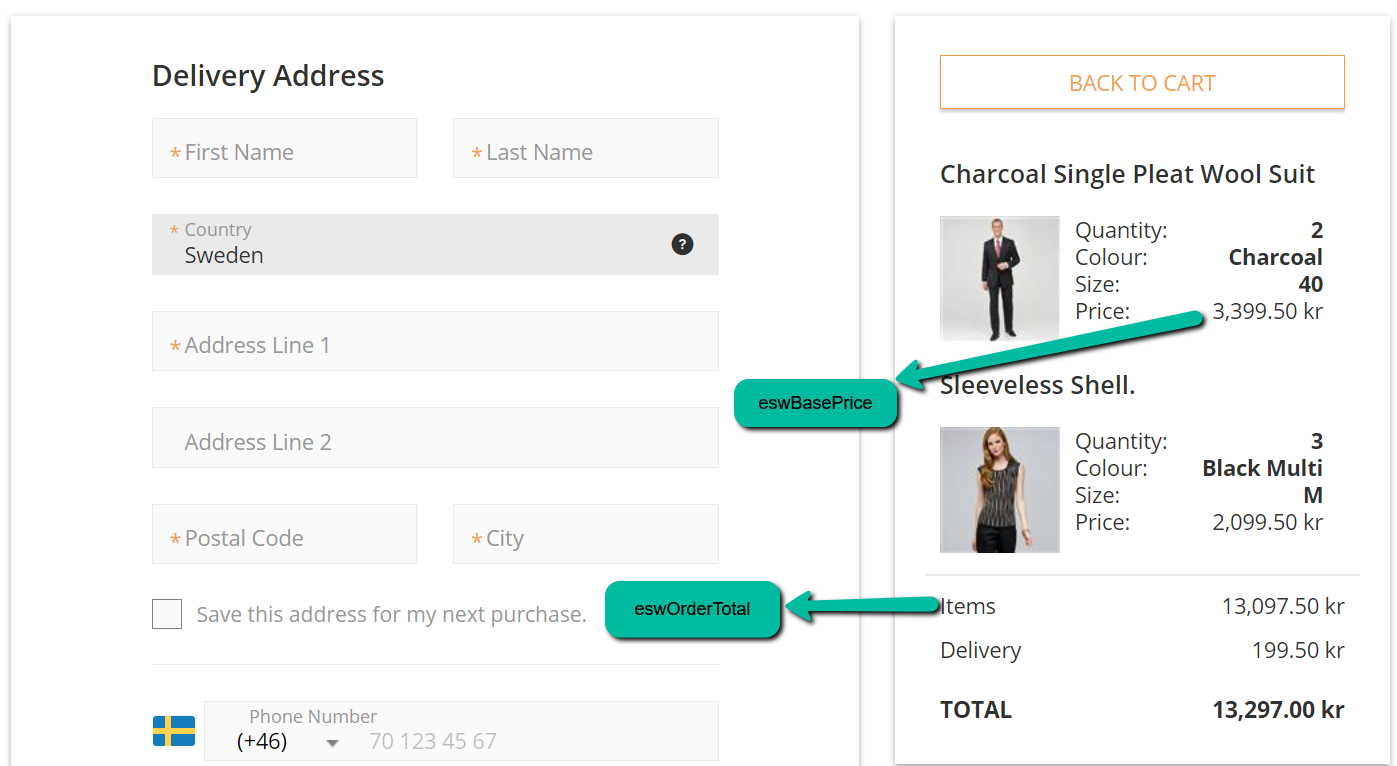 Delivery Address
* First Name
* Last Name
* Country
Sweden
?
* Address Line 1
Address Line 2
* Postal Code
* City
Save this address for my next purchase.
Phone Number
(+46)
70 123 45 67
eswBasePrice
eswOrderTotal
BACK TO CART
Charcoal Single Pleat Wool Suit
Quantity: 2
Colour: Charcoal
Size: 40
Price: 3,399.50 kr
Sleeveless Shell.
Quantity: 3
Colour: Black Multi
Size: M
Price: 2,099.50 kr
Items 13,097.50 kr
Delivery 199.50 kr
TOTAL 13,297.00 kr